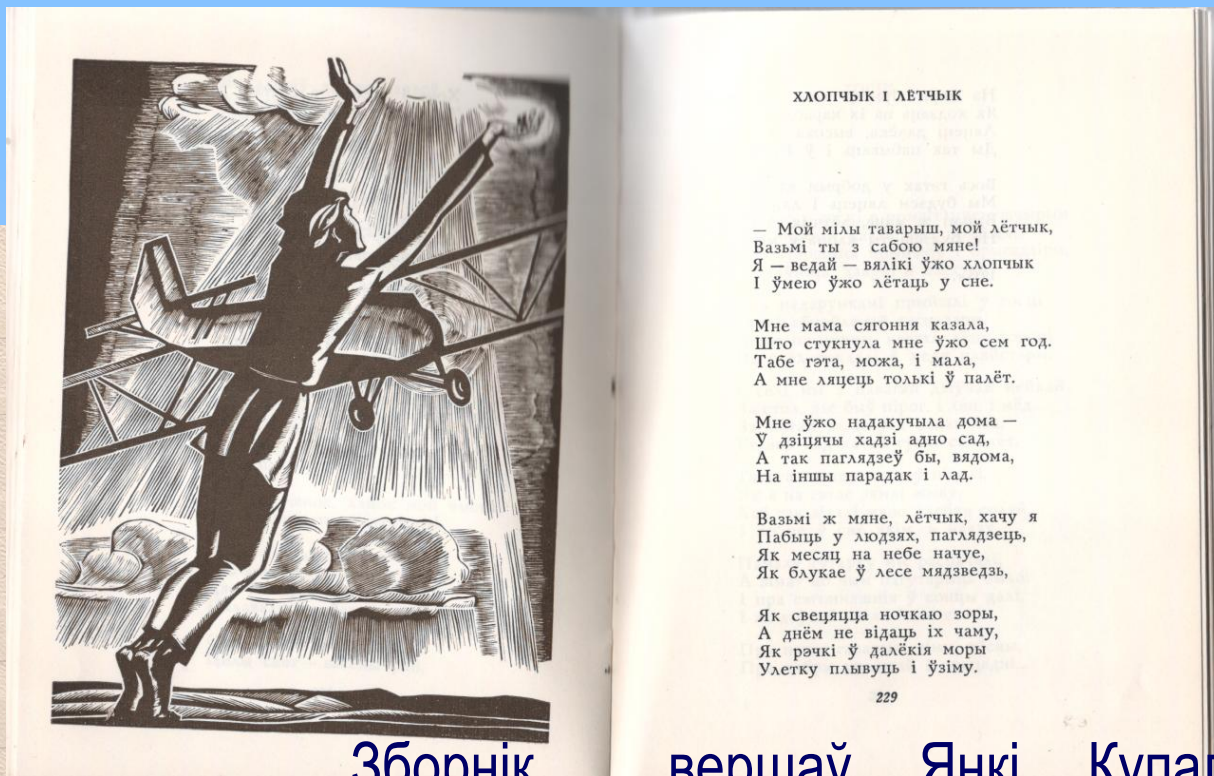 ХЛОПЧЫК І ЛЁТЧЫК
— Мой мілы таварыш, мой лётчык,
Вазьмі ты з сабою мяне!
Я — ведай — вялікі ўжо хлопчык
І ўмею ўжо лётаць у сне.
Мне мама сягоння казала,
Што стукнула мне ўжо сем год.
Табе гэта, можа, і мала,
А мне ляцець толькі ў палёт.
Мне ўжо надакучыла дома —
Ў дзіцячы хадзі адно сад,
А так паглядзеў бы, вядома,
На іншы парадак і лад.
Вазьмі ж мяне, лётчык, хачу я
Пабыць у людзях, паглядзець,
Як месяц на небе начуе,
Як блукае ў лесе мядзведзь,
Як свецяцца ночкаю зоры,
А днём не відаць іх чаму,
Як рэчкі ў далёкія моры
Улетку плывуць і ўзіму.
229
Зборнік вершаў Янкі